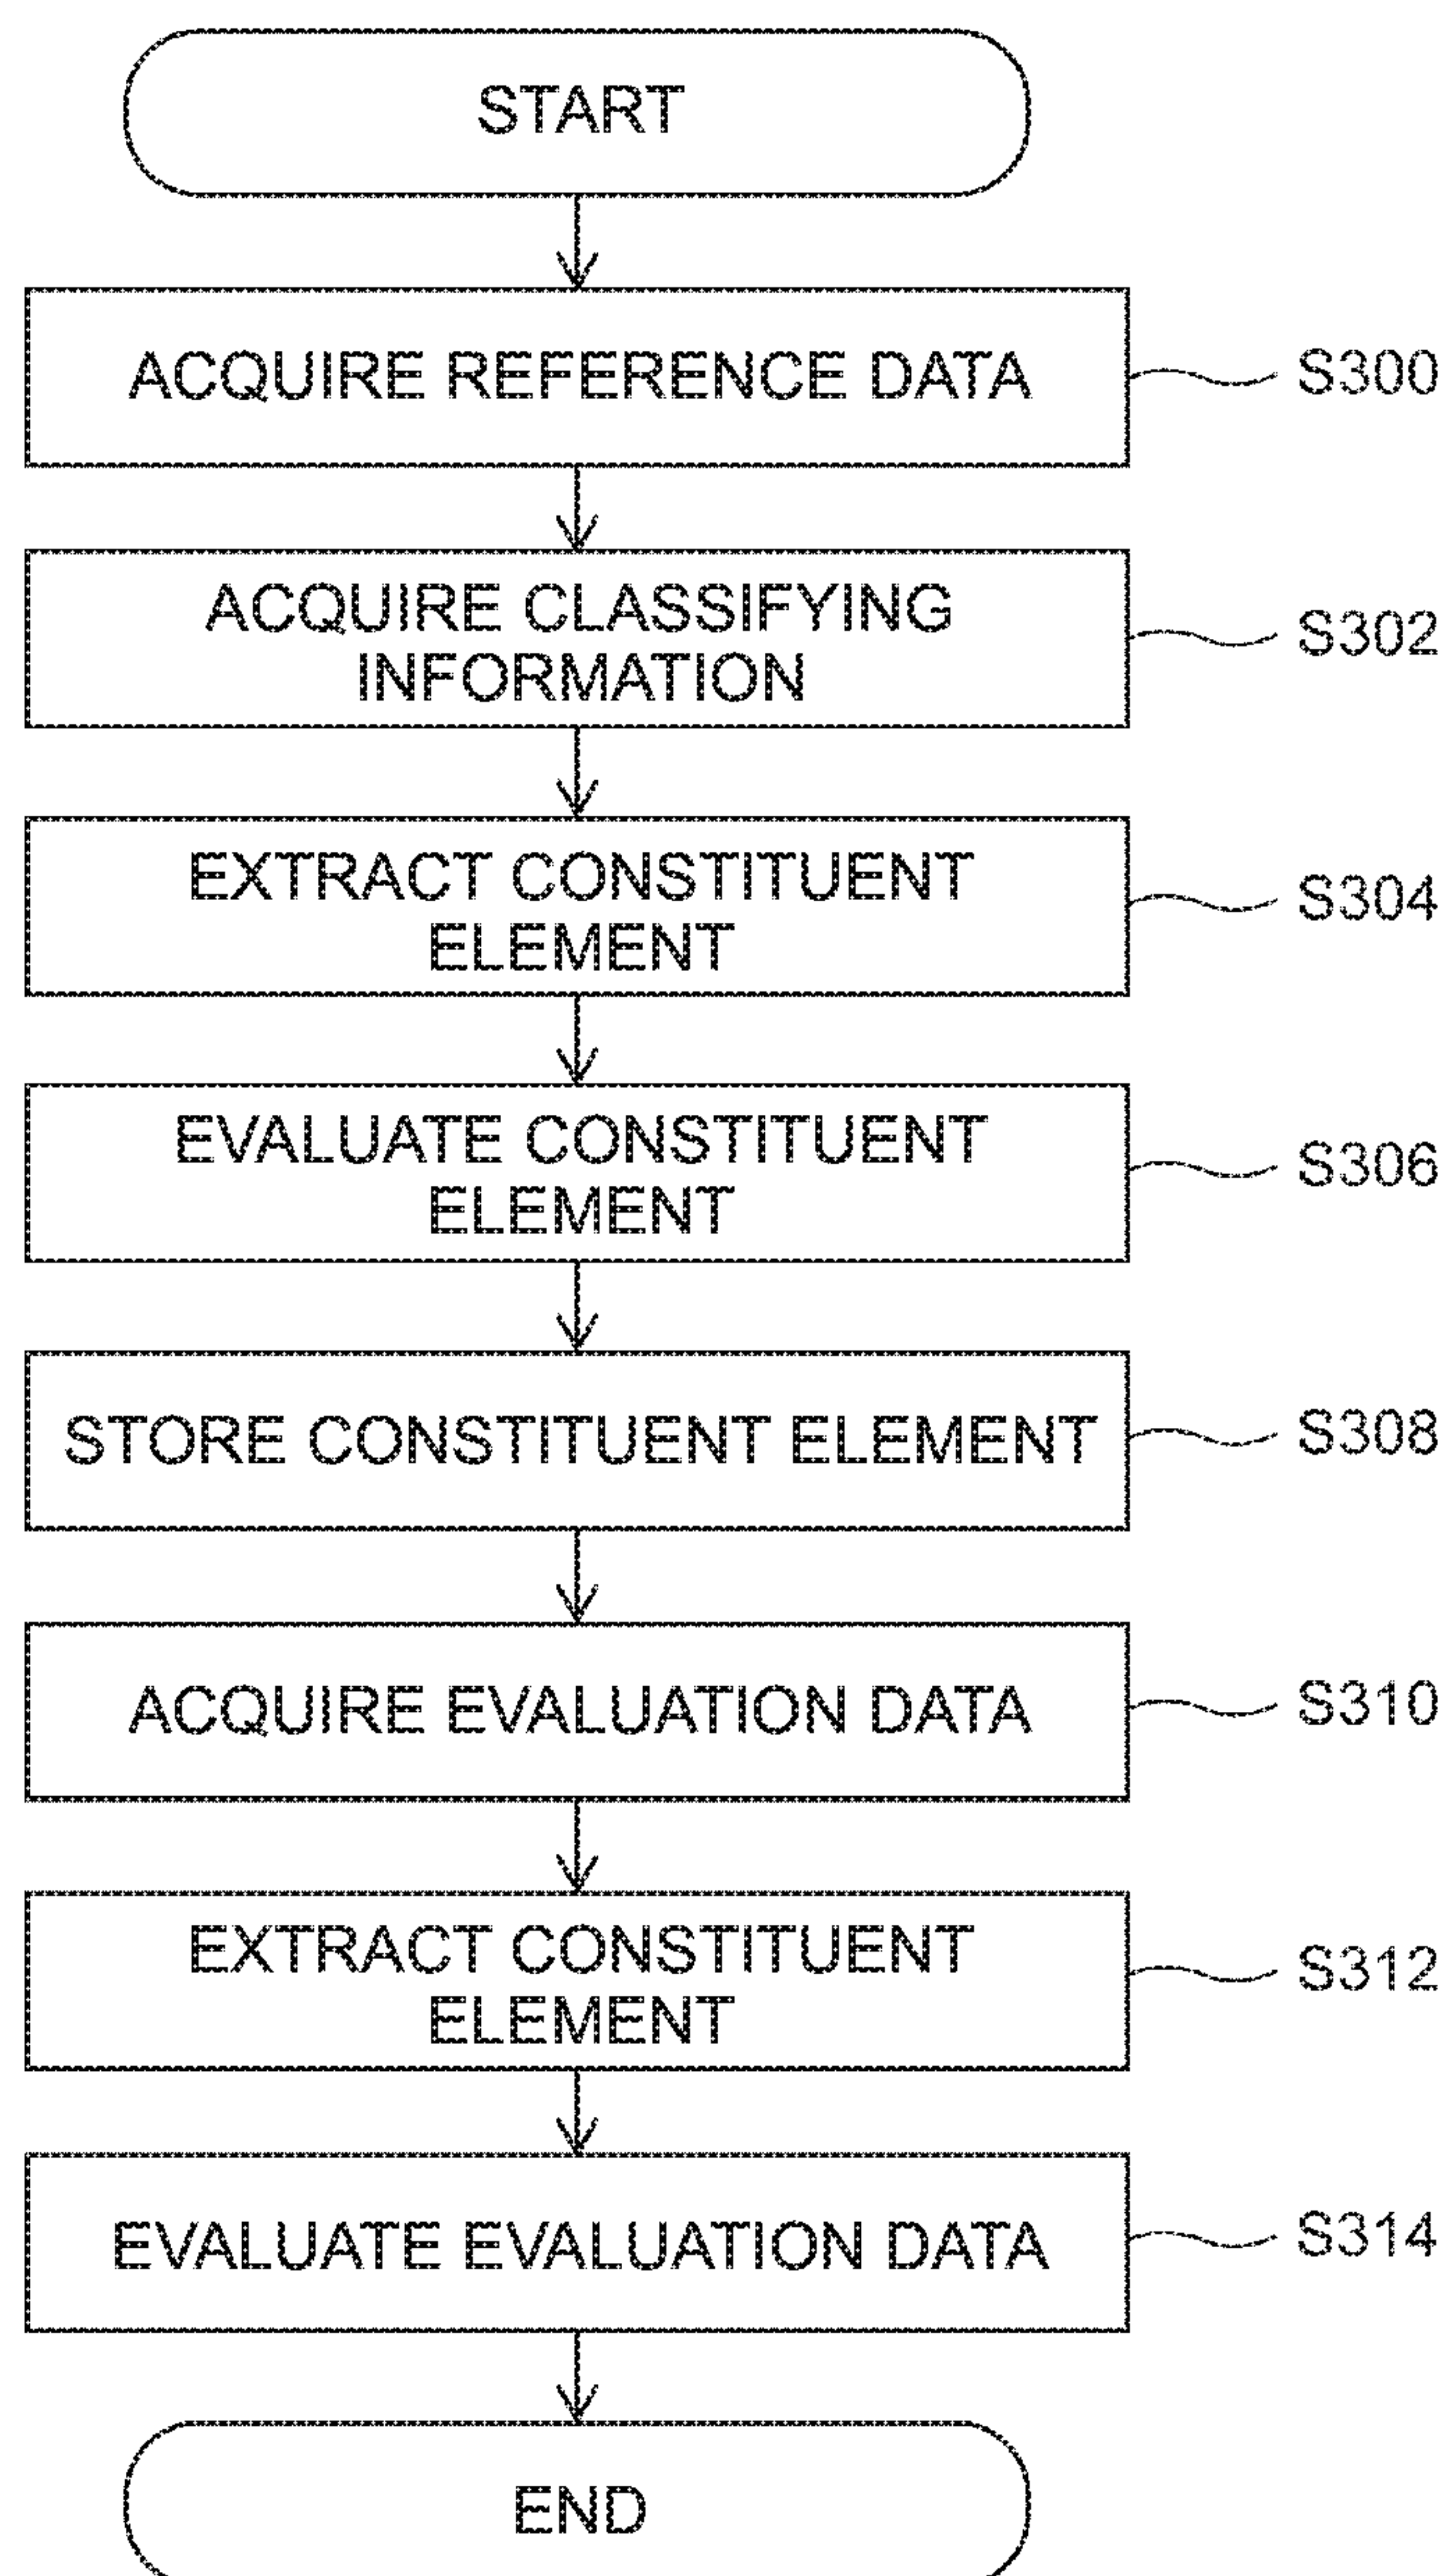 START
ACQUIRE REFERENCE DATA
S300
ACQUIRE CLASSIFYING
INFORMATION
S302
EXTRACT CONSTITUENT
ELEMENT
S304
EVALUATE CONSTITUENT
ELEMENT
S306
STORE CONSTITUENT ELEMENT
S308
ACQUIRE EVALUATION DATA
S310
EXTRACT CONSTITUENT
ELEMENT
S312
EVALUATE EVALUATION DATA
S314
END